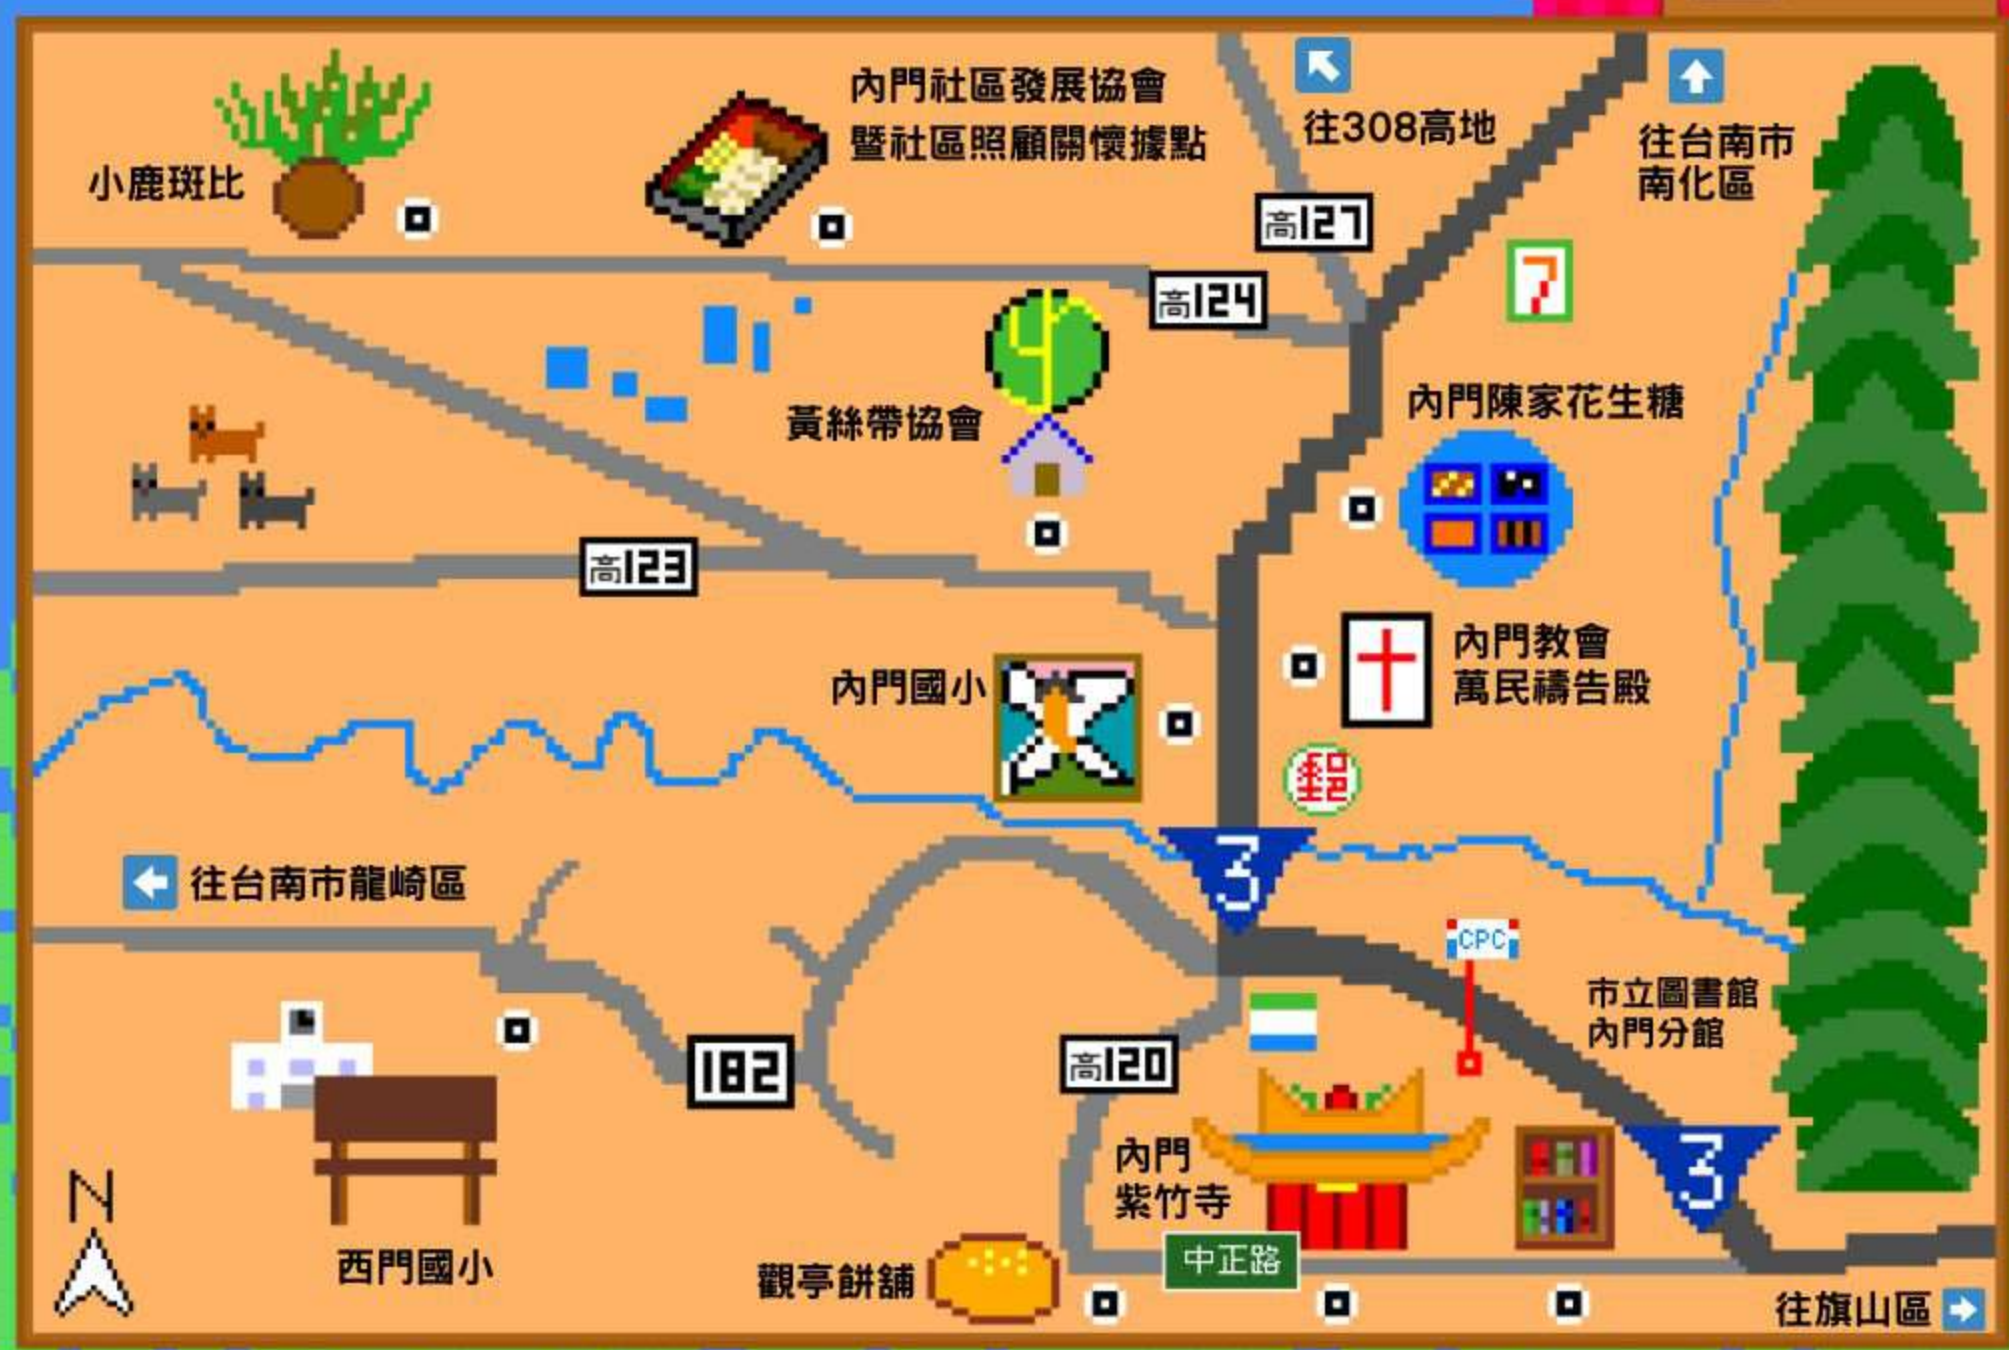 內門社區發展協會
暨社區照顧關懷據點
往308高地
往台南市
南化區
小鹿斑比
高127
7
高124
內門陳家花生糖
黃絲帶協會
高123
內門教會
萬民禱告殿
內門國小
郵
3
往台南市龍崎區
CPC
市立圖書館
內門分館
182
高120
內門
紫竹寺
3
N
西門國小
觀亭餅舖
中正路
往旗山區